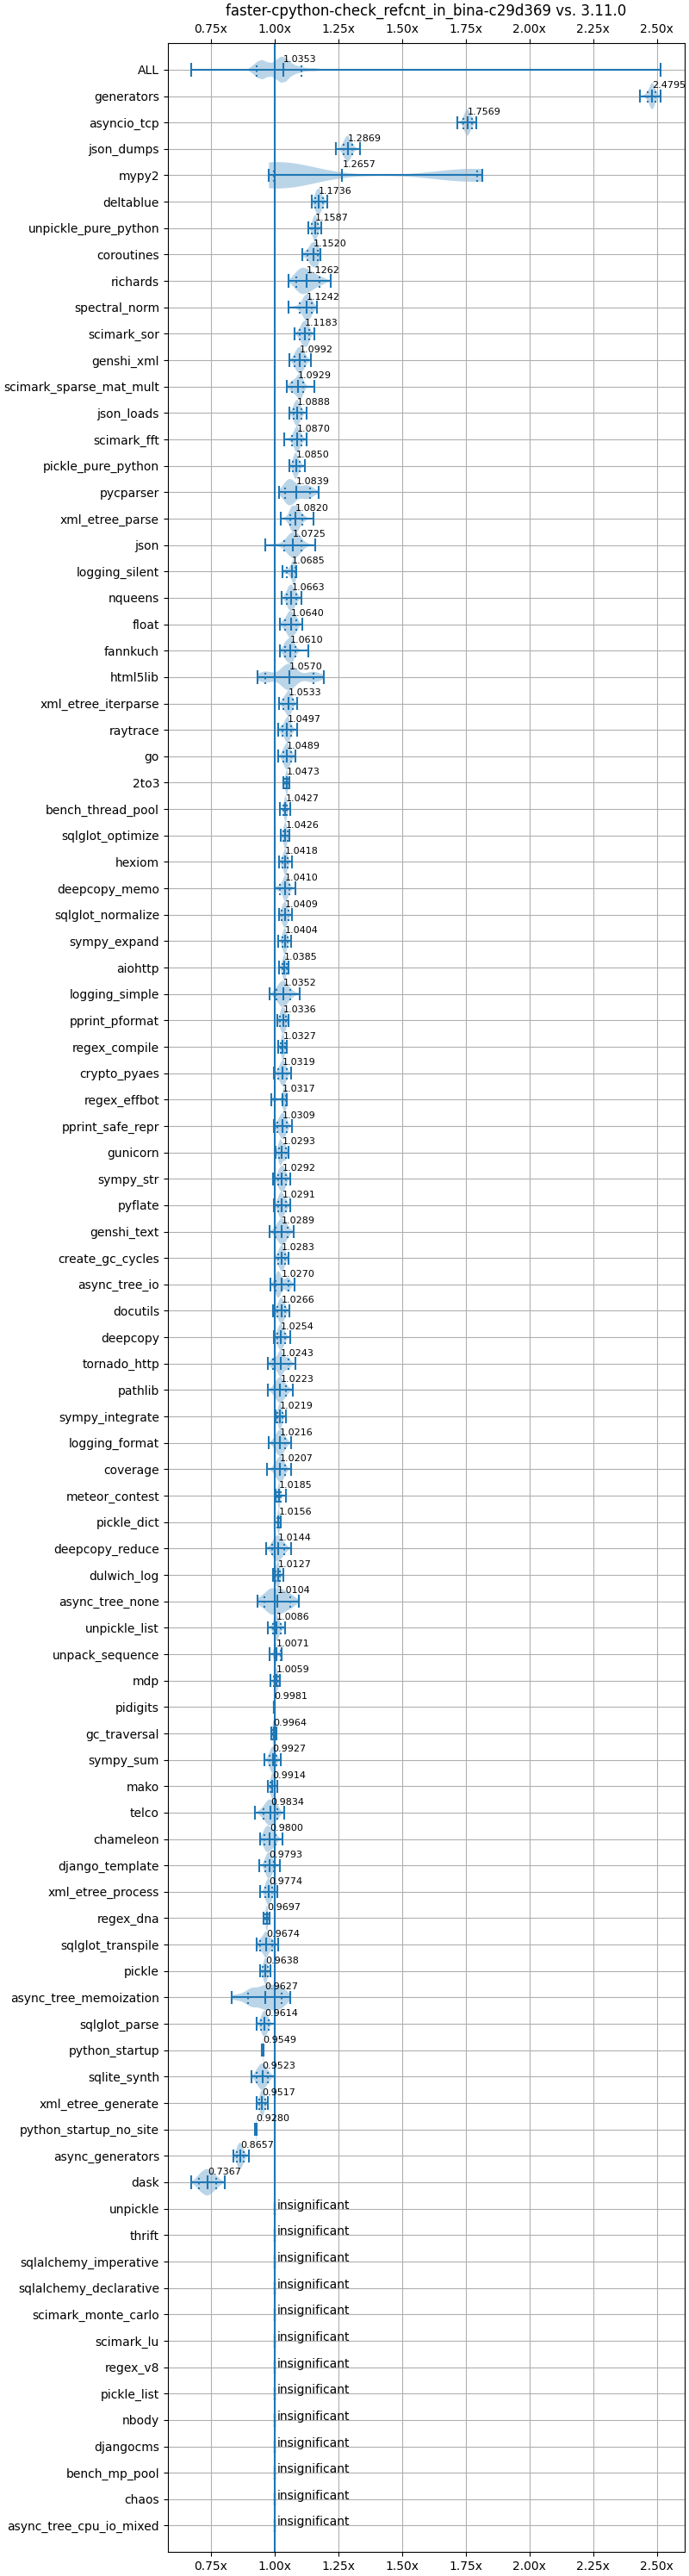 faster-cpython-check_refcnt_in_bina-c29d369 vs. 3.11.0
0.75x 1.00x 1.25x 1.50x 1.75x 2.00x 2.25x 2.50x
ALL 1.0353
generators 2.4795
asyncio_tcp 1.7569
json_dumps 1.2869
mypy2 1.2657
deltablue 1.1736
unpickle_pure_python 1.1587
coroutines 1.1520
richards 1.1262
spectral_norm 1.1242
scimark_sor 1.1183
genshi_xml 1.0992
scimark_sparse_mat_mult 1.0929
json_loads 1.0888
scimark_fft 1.0870
pickle_pure_python 1.0850
pycparser 1.0839
xml_etree_parse 1.0820
json 1.0725
logging_silent 1.0685
nqueens 1.0663
float 1.0640
fannkuch 1.0610
html5lib 1.0570
xml_etree_iterparse 1.0533
raytrace 1.0497
go 1.0489
2to3 1.0473
bench_thread_pool 1.0427
sqlglot_optimize 1.0426
hexiom 1.0418
deepcopy_memo 1.0410
sqlglot_normalize 1.0409
sympy_expand 1.0404
aiohttp 1.0385
logging_simple 1.0352
pprint_pformat 1.0336
regex_compile 1.0327
crypto_pyaes 1.0319
regex_effbot 1.0317
pprint_safe_repr 1.0309
gunicorn 1.0293
sympy_str 1.0292
pyflate 1.0291
genshi_text 1.0289
create_gc_cycles 1.0283
async_tree_io 1.0270
docutils 1.0266
deepcopy 1.0254
tornado_http 1.0243
pathlib 1.0223
sympy_integrate 1.0219
logging_format 1.0216
coverage 1.0207
meteor_contest 1.0185
pickle_dict 1.0156
deepcopy_reduce 1.0144
dulwich_log 1.0127
async_tree_none 1.0104
unpickle_list 1.0086
unpack_sequence 1.0071
mdp 1.0059
pidigits 0.9981
gc_traversal 0.9964
sympy_sum 0.9927
mako 0.9914
telco 0.9834
chameleon 0.9800
django_template 0.9793
xml_etree_process 0.9774
regex_dna 0.9697
sqlglot_transpile 0.9674
pickle 0.9638
async_tree_memoization 0.9627
sqlglot_parse 0.9614
python_startup 0.9549
sqlite_synth 0.9523
xml_etree_generate 0.9517
python_startup_no_site 0.9280
async_generators 0.8657
dask 0.7367
unpickle insignificant
thrift insignificant
sqlalchemy_imperative insignificant
sqlalchemy_declarative insignificant
scimark_monte_carlo insignificant
scimark_lu insignificant
regex_v8 insignificant
pickle_list insignificant
nbody insignificant
djangocms insignificant
bench_mp_pool insignificant
chaos insignificant
async_tree_cpu_io_mixed insignificant
0.75x 1.00x 1.25x 1.50x 1.75x 2.00x 2.25x 2.50x